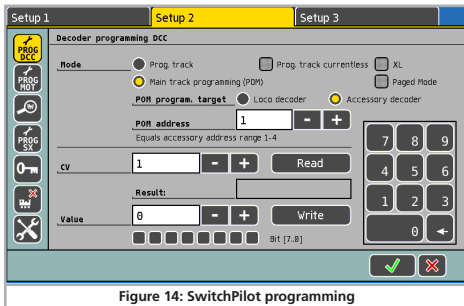 Setup 1
Setup 2
Setup 3
Decoder programming DCC
PROG
DCC
PROG
MOT
PROG
SX
Mode
Prog. track
Prog. track currentless
XL
Main track programming (POM)
Paged Mode
POM program. target
Loco decoder
Accessory decoder
POM address
1
-
+
Equals accessory address range 1-4
CV
1
-
+
Read
Result:
Value
0
-
+
Write
Bit [7..0]
7 8 9
4 5 6
1 2 3
0
Figure 14: SwitchPilot programming